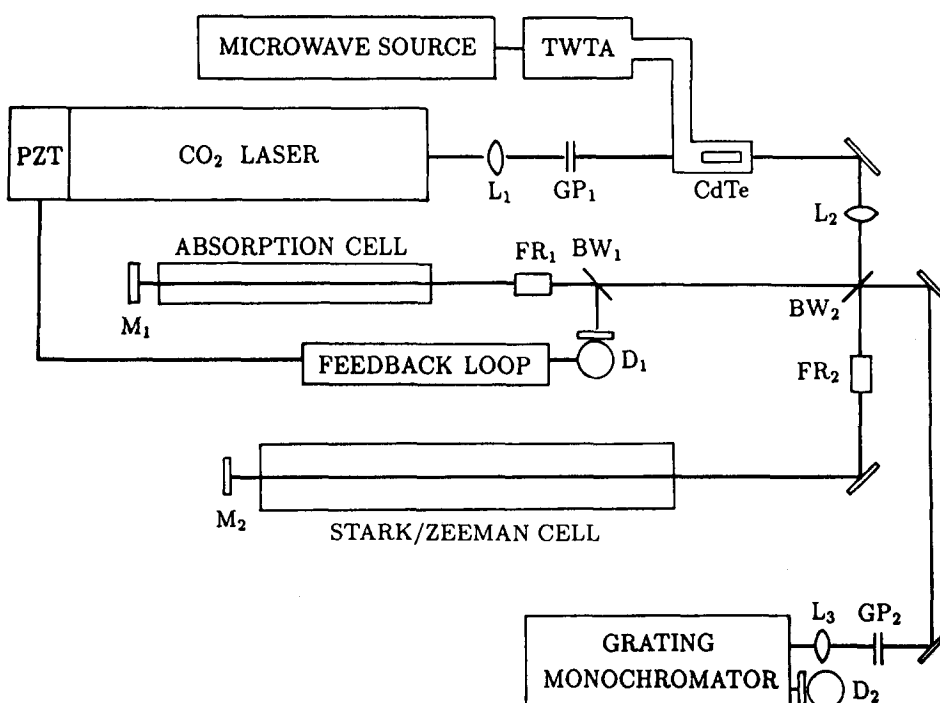 MICROWAVE SOURCE
TWTA
PZT
CO₂ LASER
L₁
GP₁
CdTe
L₂
ABSORPTION CELL
FR₁
BW₁
M₁
BW₂
FEEDBACK LOOP
D₁
FR₂
M₂
STARK/ZEEMAN CELL
L₃
GP₂
GRATING
MONOCHROMATOR
D₂